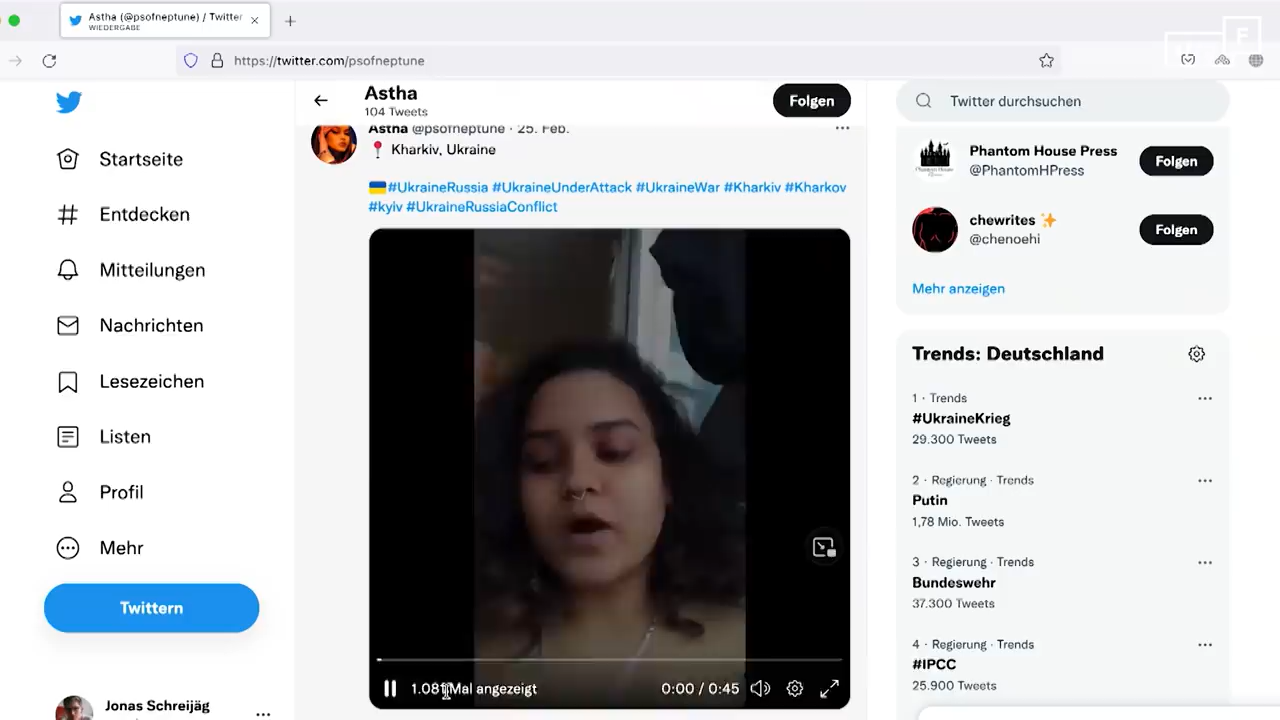 Astha (@psofneptune) / Twitter
WIEDERGABE
https://twitter.com/psofneptune
F
Startseite
Entdecken
Mitteilungen
Nachrichten
Lesezeichen
Listen
Profil
Mehr
Twittern
Jonas Schreijäg
Astha
104 Tweets
Folgen
Astha @psofneptune · 25. Feb.
📍 Kharkiv, Ukraine
🇺🇦#UkraineRussia #UkraineUnderAttack #UkraineWar #Kharkiv #Kharkov
#kyiv #UkraineRussiaConflict
Mal angezeigt
0:00 / 0:45
Twitter durchsuchen
Phantom House Press
@PhantomHPress
Folgen
chewrites ✨
@chenoehi
Folgen
Mehr anzeigen
Trends: Deutschland
1 · Trends
#UkraineKrieg
29.300 Tweets
2 · Regierung · Trends
Putin
1,78 Mio. Tweets
3 · Regierung · Trends
Bundeswehr
37.300 Tweets
4 · Regierung · Trends
#IPCC
25.900 Tweets